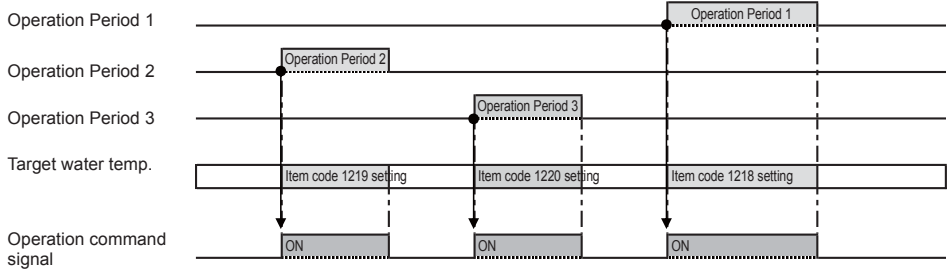 Operation Period 1
Operation Period 1
Operation Period 2
Operation Period 2
Operation Period 3
Operation Period 3
Target water temp.
Item code 1219 setting
Item code 1220 setting
Item code 1218 setting
Operation command
signal
ON
ON
ON